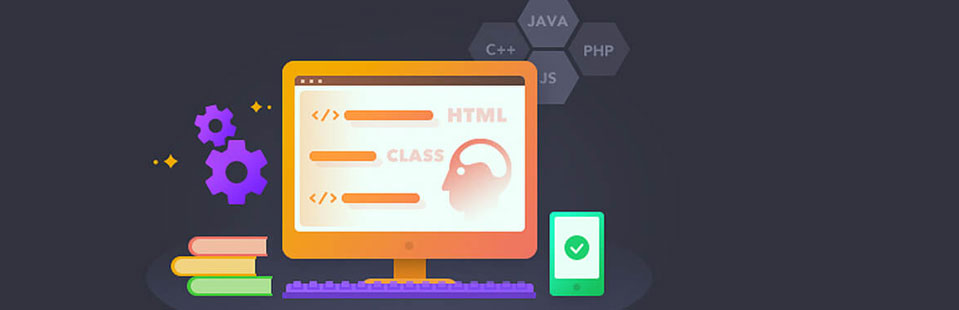 JAVA
C++
PHP
JS
</> HTML
CLASS
</>